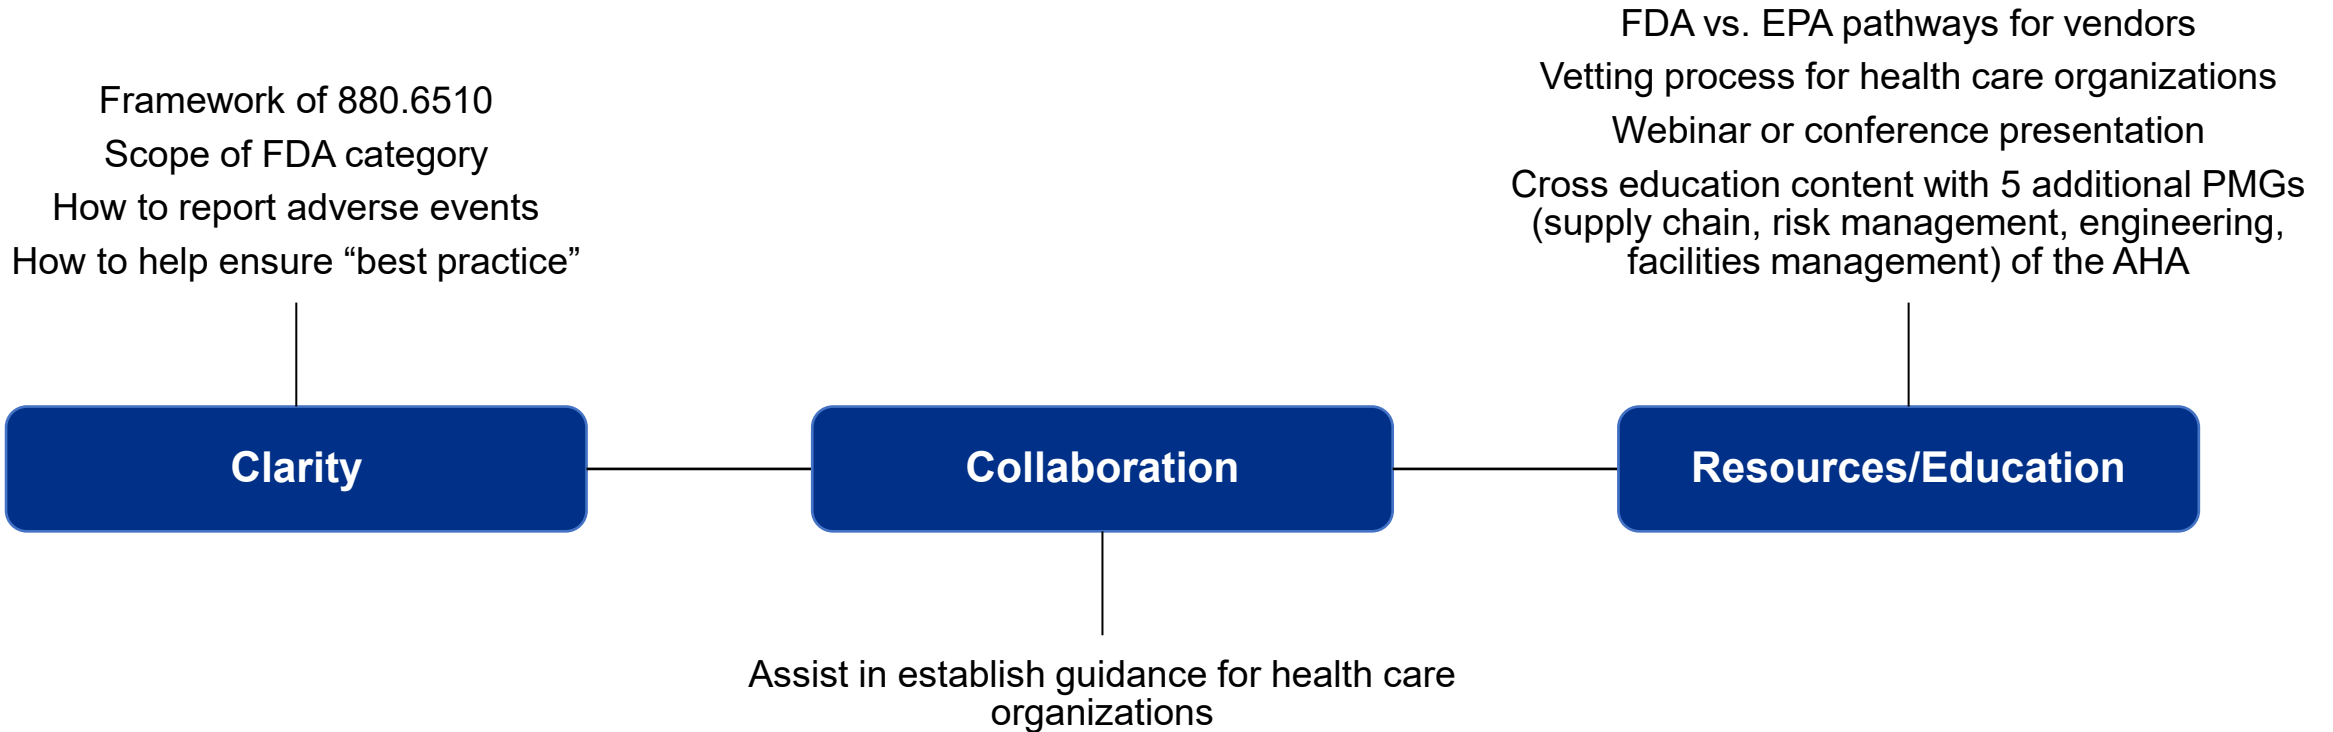 Framework of 880.6510
Scope of FDA category
How to report adverse events
How to help ensure “best practice”
Clarity
Collaboration
Assist in establish guidance for health care
organizations
FDA vs. EPA pathways for vendors
Vetting process for health care organizations
Webinar or conference presentation
Cross education content with 5 additional PMGs
(supply chain, risk management, engineering,
facilities management) of the AHA
Resources/Education